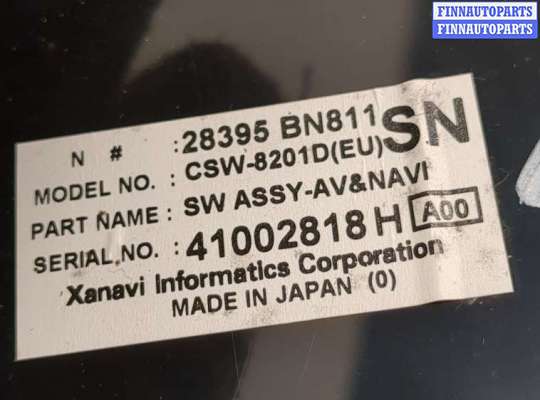 FINNAUTOPARTS
FINNAUTOPARTS
N # : 28395 BN811 SN
MODEL NO. : CSW-8201D(EU)
PART NAME : SW ASSY-AV&NAVI
SERIAL NO. : 41002818 H A00
Xanavi Informatics Corporation
MADE IN JAPAN (0)